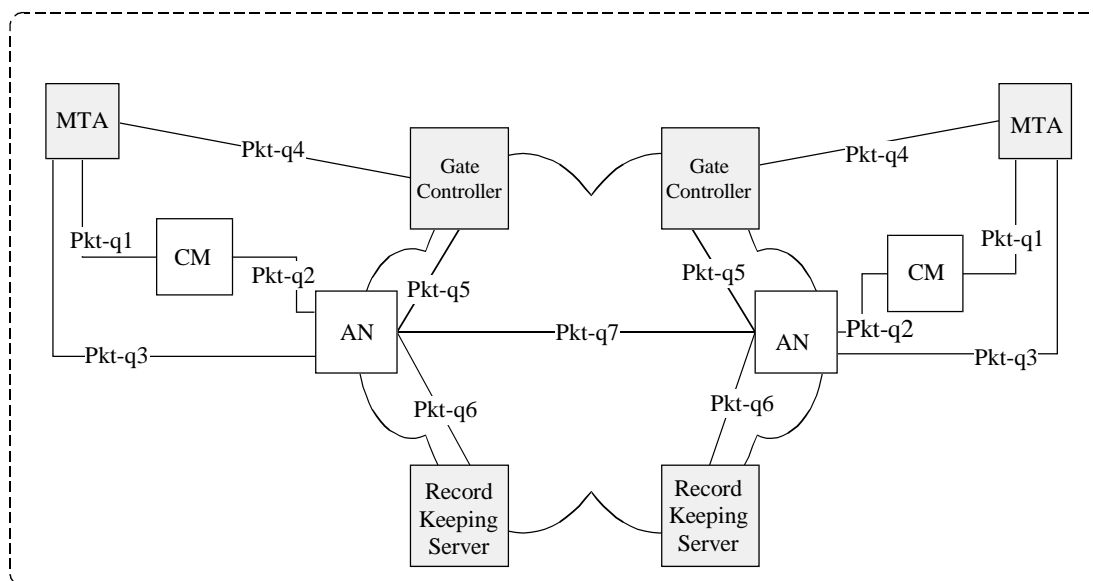 MTA
MTA
Pkt-q4
Gate
Controller
Gate
Controller
Pkt-q4
Pkt-q1
CM
Pkt-q2
Pkt-q5
Pkt-q5
CM
Pkt-q1
AN
Pkt-q7
AN
Pkt-q2
Pkt-q3
Pkt-q3
Pkt-q6
Pkt-q6
Record
Keeping
Server
Record
Keeping
Server